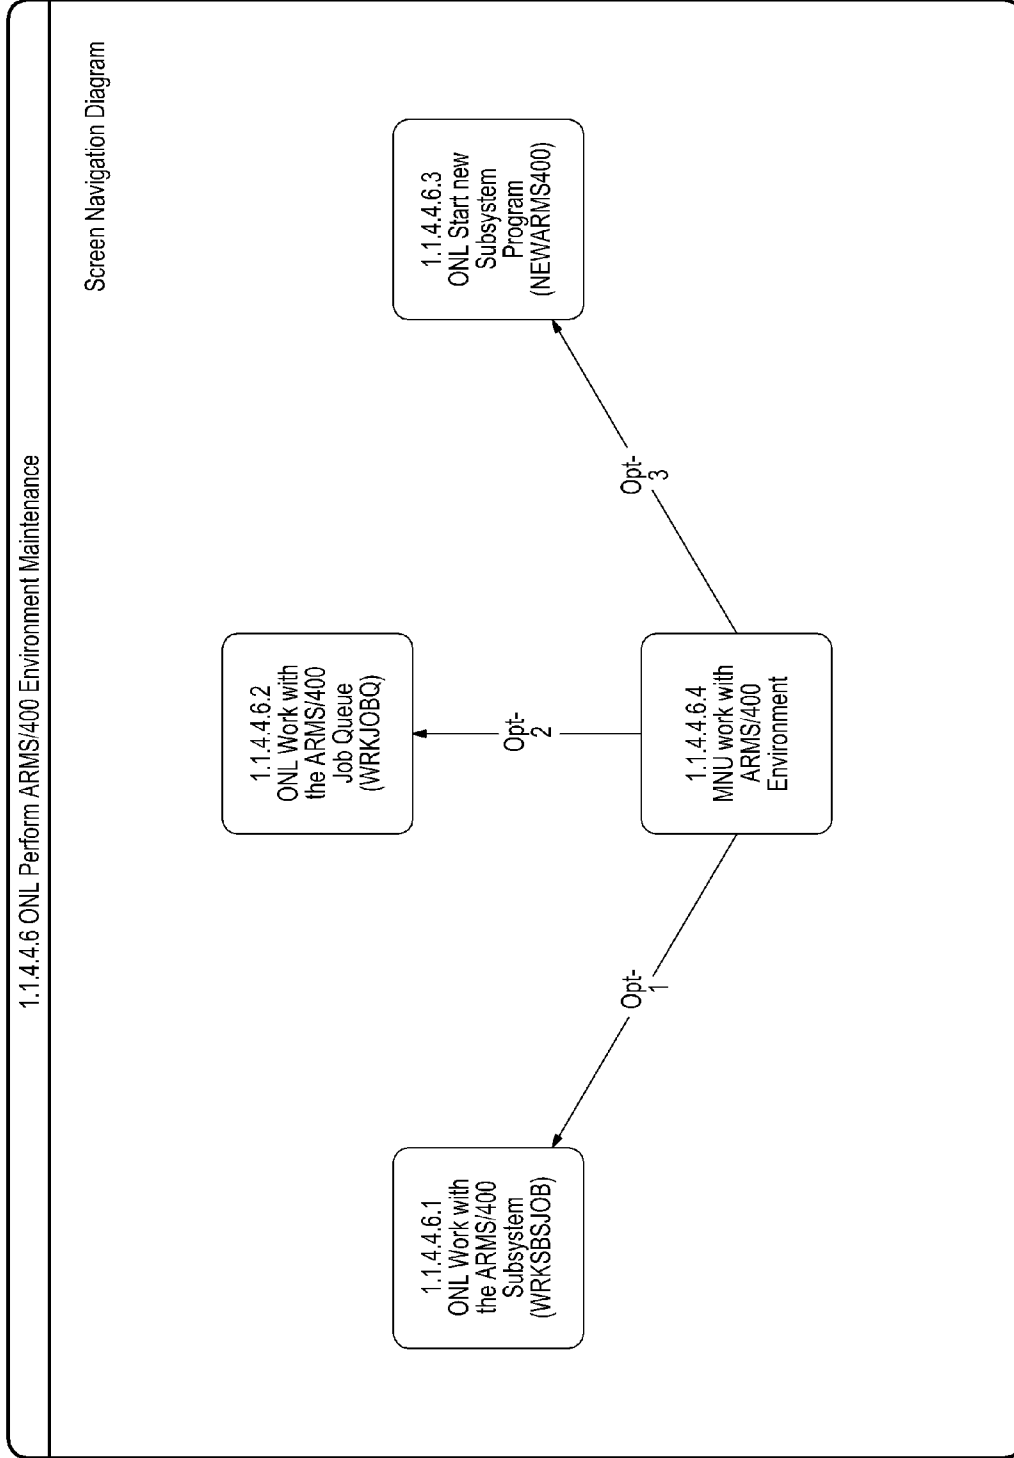 1.1.4.4.6 ONL Perform ARMS/400 Environment Maintenance
Screen Navigation Diagram
1.1.4.4.6.1
ONL Work with
the ARMS/400
Subsystem
(WRKSBSJOB)
1.1.4.4.6.2
ONL Work with
the ARMS/400
Job Queue
(WRKJOBQ)
1.1.4.4.6.3
ONL Start new
Subsystem
Program
(NEWARMS400)
Opt-
1
Opt-
2
Opt-
3
1.1.4.4.6.4
MNU work with
ARMS/400
Environment